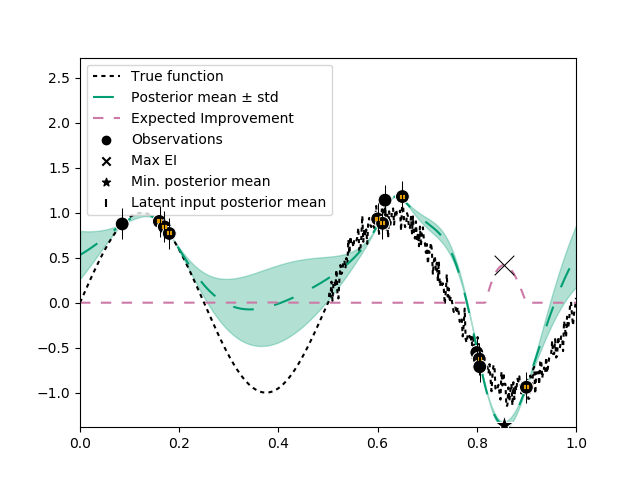 True function
Posterior mean ± std
Expected Improvement
Observations
Max EI
Min. posterior mean
Latent input posterior mean
2.5
2.0
1.5
1.0
0.5
0.0
−0.5
−1.0
0.0 0.2 0.4 0.6 0.8 1.0